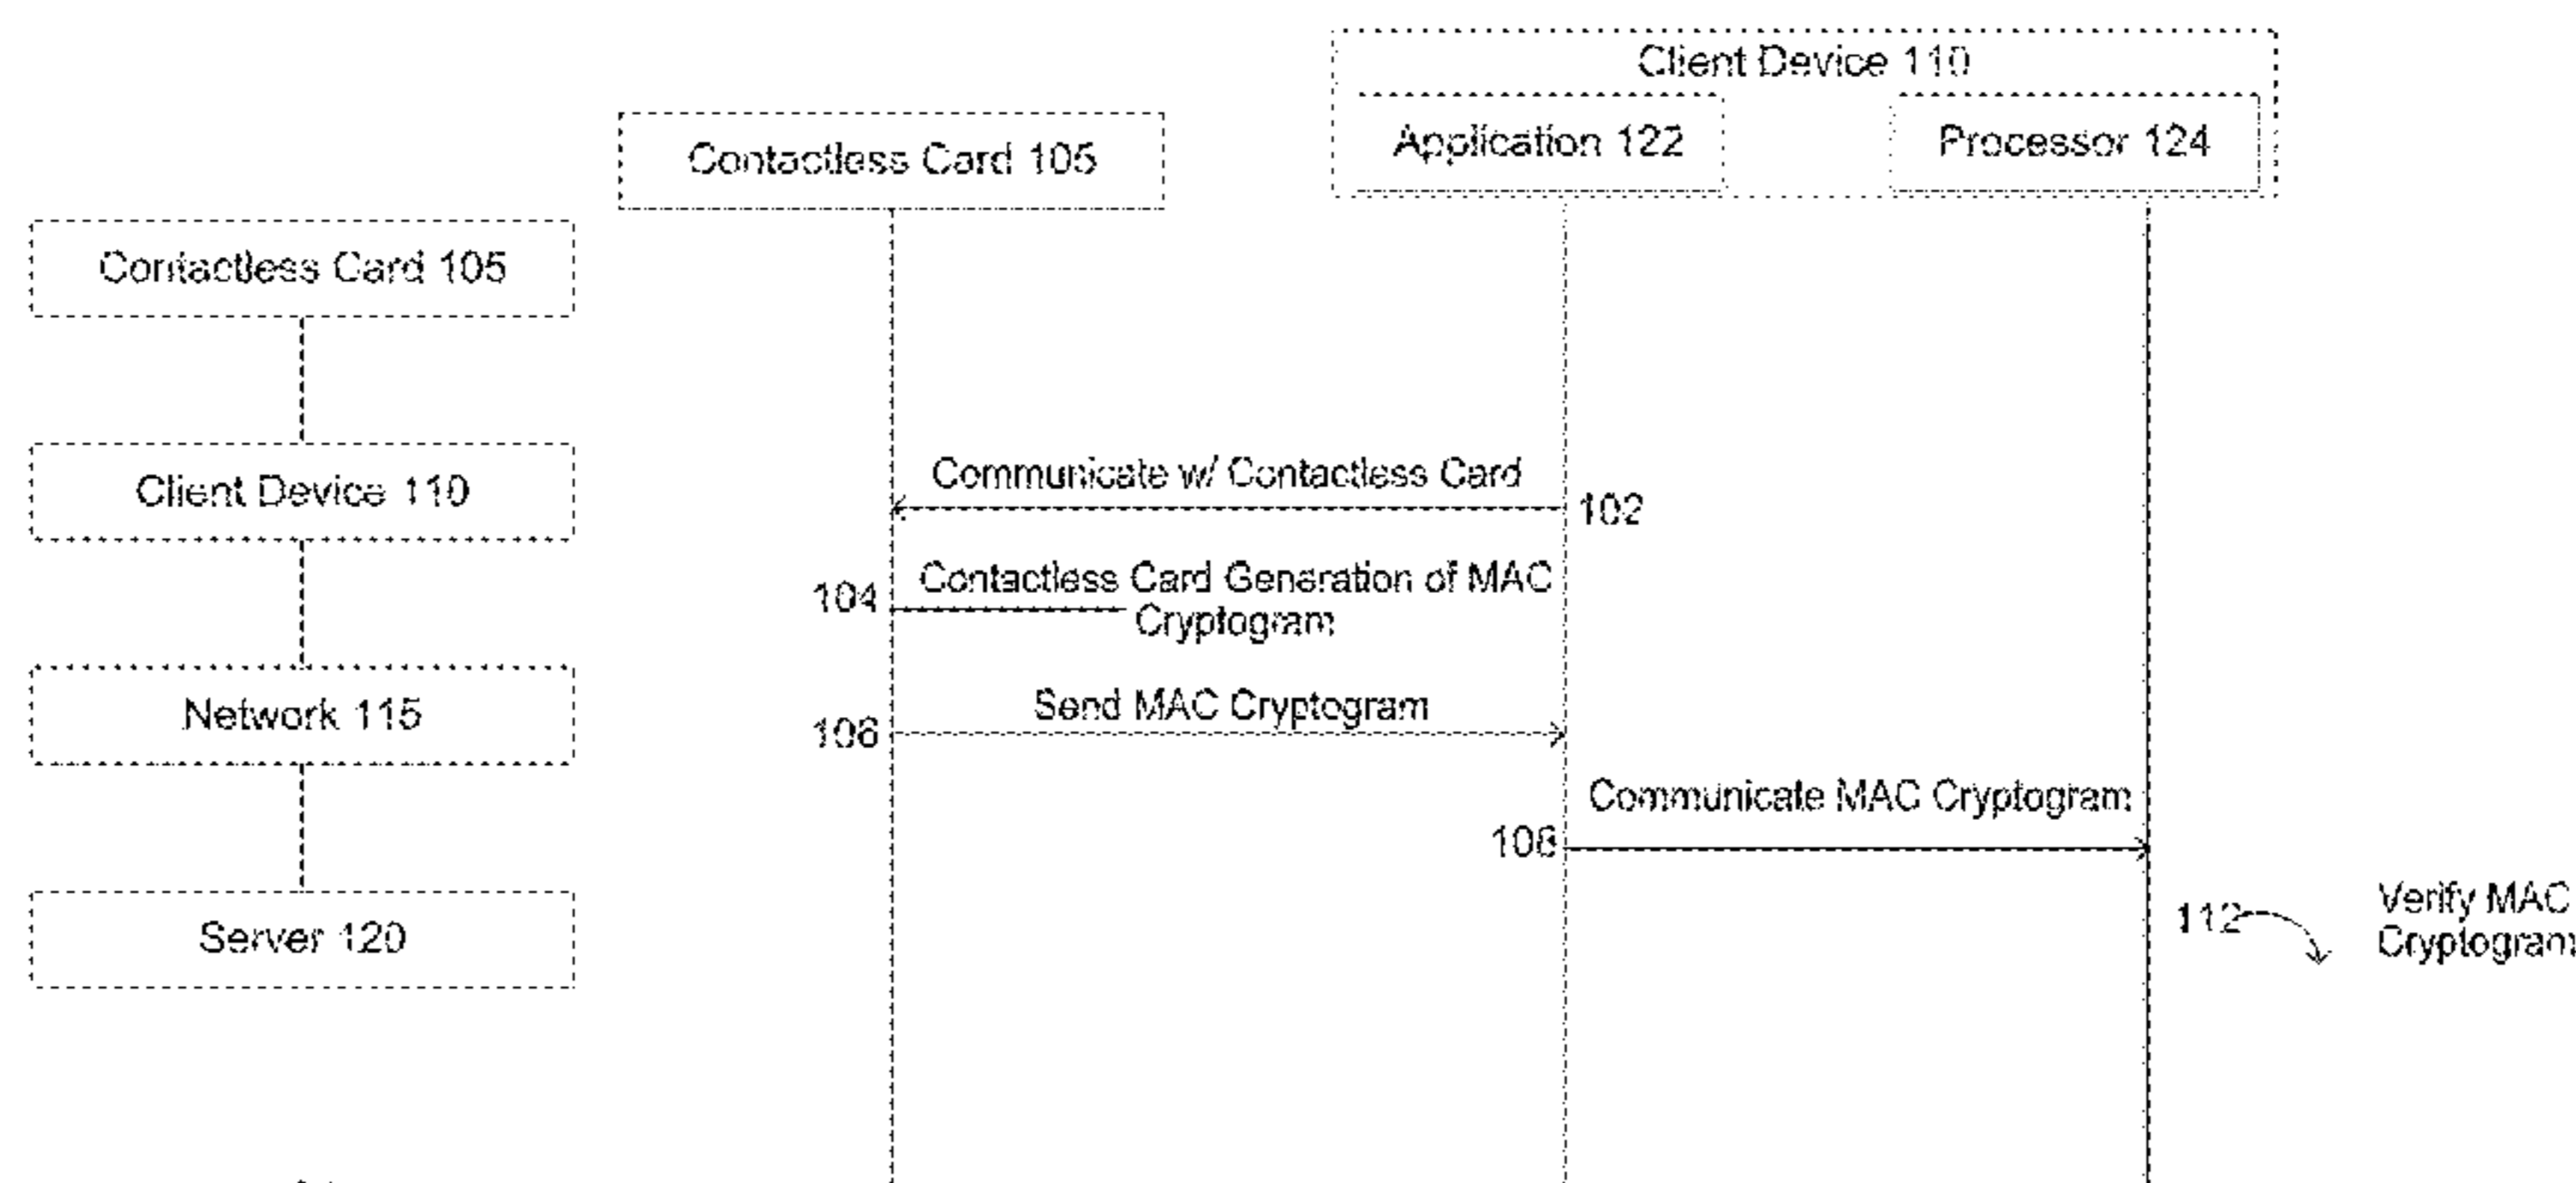 Contactless Card 105
Client Device 110
Network 115
Server 120
Contactless Card 105
Client Device 110
Application 122
Processor 124
Communicate w/ Contactless Card
102
104
Contactless Card Generation of MAC
Cryptogram
Send MAC Cryptogram
106
Communicate MAC Cryptogram
108
112
Verify MAC
Cryptogram